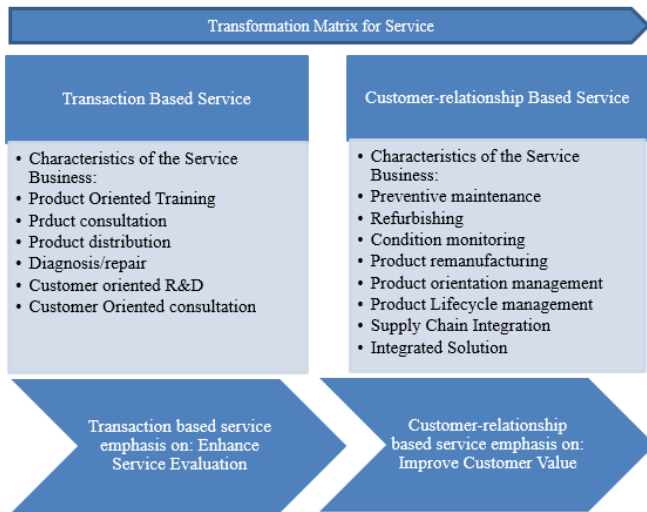 Transformation Matrix for Service
Transaction Based Service
• Characteristics of the Service
Business:
• Product Oriented Training
• Prduct consultation
• Product distribution
• Diagnosis/repair
• Customer oriented R&D
• Customer Oriented consultation
Transaction based service
emphasis on: Enhance
Service Evaluation
Customer-relationship Based Service
• Characteristics of the Service
Business:
• Preventive maintenance
• Refurbishing
• Condition monitoring
• Product remanufacturing
• Product orientation management
• Product Lifecycle management
• Supply Chain Integration
• Integrated Solution
Customer-relationship
based service emphasis on:
Improve Customer Value